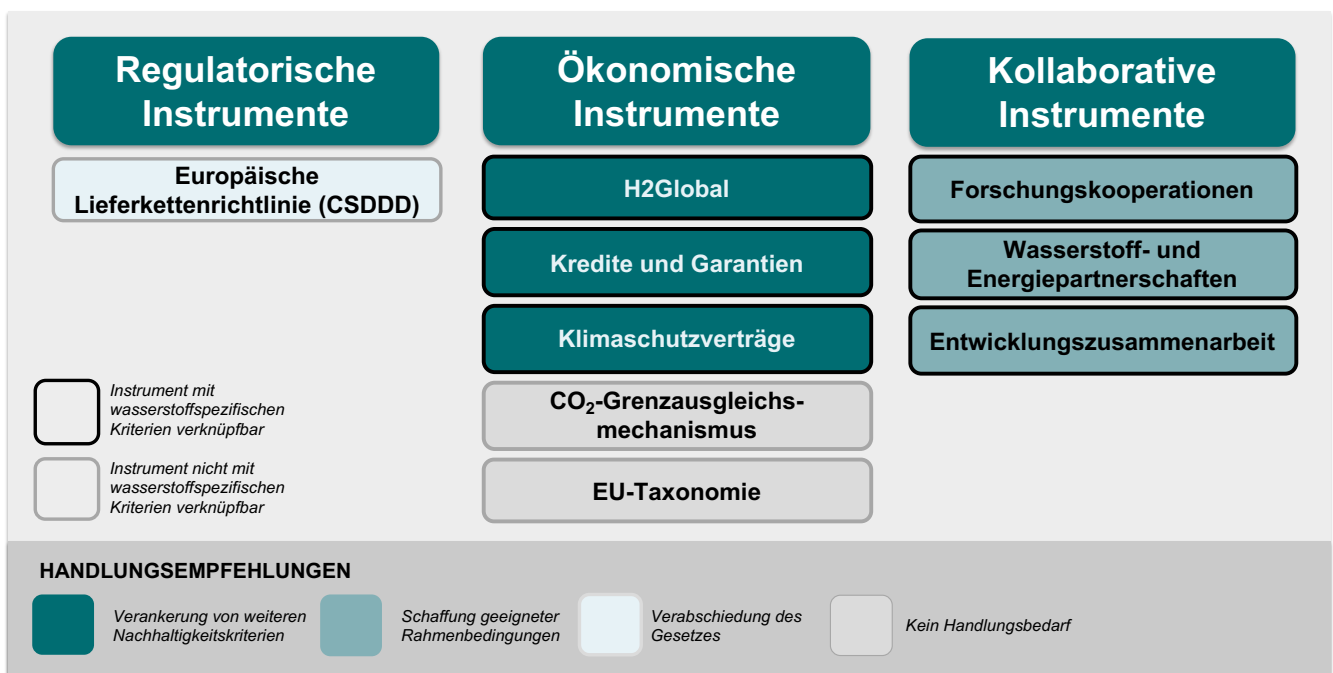 Regulatorische
Instrumente
Europäische
Lieferkettenrichtlinie (CSDDD)
Ökonomische
Instrumente
H2Global
Kredite und Garantien
Klimaschutzverträge
CO₂-Grenzausgleichs-
mechanismus
EU-Taxonomie
Kollaborative
Instrumente
Forschungskooperationen
Wasserstoff- und
Energiepartnerschaften
Entwicklungszusammenarbeit
Instrument mit
wasserstoffspezifischen
Kriterien verknüpfbar
Instrument nicht mit
wasserstoffspezifischen
Kriterien verknüpfbar
HANDLUNGSEMPFEHLUNGEN
Verankerung von weiteren
Nachhaltigkeitskriterien
Schaffung geeigneter
Rahmenbedingungen
Verabschiedung des
Gesetzes
Kein Handlungsbedarf